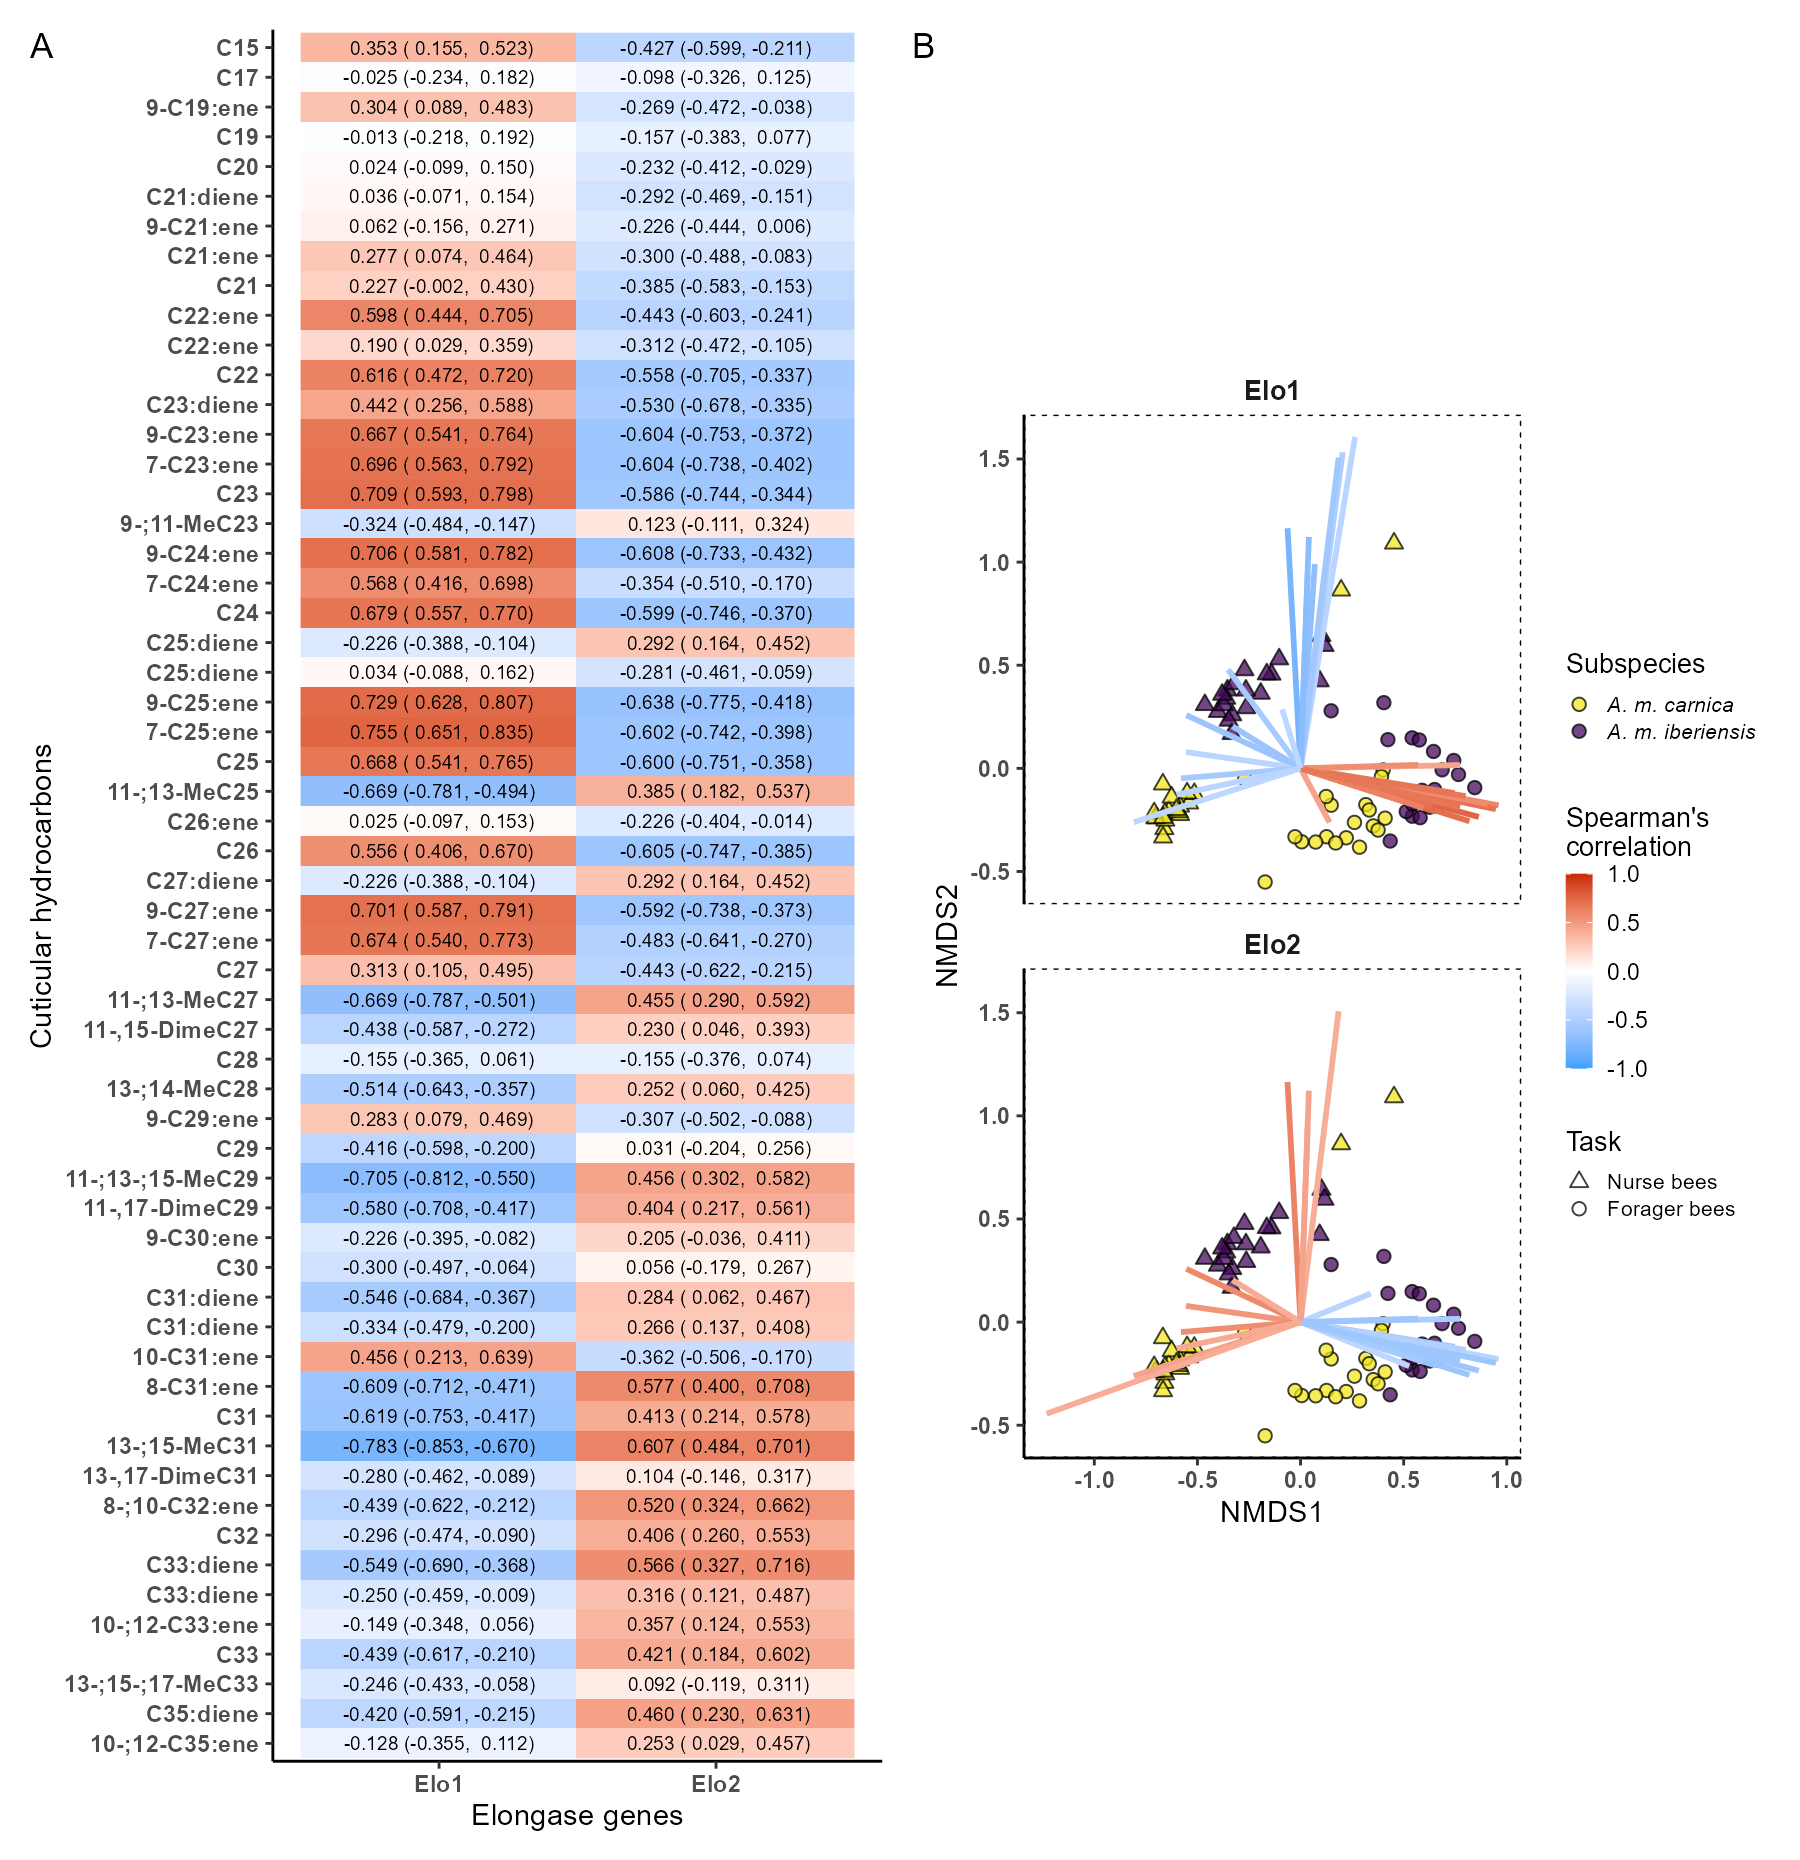 A
C15 0.353 ( 0.155, 0.523) -0.427 (-0.599, -0.211)
C17 -0.025 (-0.234, 0.182) -0.098 (-0.326, 0.125)
9-C19:ene 0.304 ( 0.089, 0.483) -0.269 (-0.472, -0.038)
C19 -0.013 (-0.218, 0.192) -0.157 (-0.383, 0.077)
C20 0.024 (-0.099, 0.150) -0.232 (-0.412, -0.029)
C21:diene 0.036 (-0.071, 0.154) -0.292 (-0.469, -0.151)
9-C21:ene 0.062 (-0.156, 0.271) -0.226 (-0.444, 0.006)
C21:ene 0.277 ( 0.074, 0.464) -0.300 (-0.488, -0.083)
C21 0.227 (-0.002, 0.430) -0.385 (-0.583, -0.153)
C22:ene 0.598 ( 0.444, 0.705) -0.443 (-0.603, -0.241)
C22:ene 0.190 ( 0.029, 0.359) -0.312 (-0.472, -0.105)
C22 0.616 ( 0.472, 0.720) -0.558 (-0.705, -0.337)
C23:diene 0.442 ( 0.256, 0.588) -0.530 (-0.678, -0.335)
9-C23:ene 0.667 ( 0.541, 0.764) -0.604 (-0.753, -0.372)
7-C23:ene 0.696 ( 0.563, 0.792) -0.604 (-0.738, -0.402)
C23 0.709 ( 0.593, 0.798) -0.586 (-0.744, -0.344)
9-;11-MeC23 -0.324 (-0.484, -0.147) 0.123 (-0.111, 0.324)
9-C24:ene 0.706 ( 0.581, 0.782) -0.608 (-0.733, -0.432)
7-C24:ene 0.568 ( 0.416, 0.698) -0.354 (-0.510, -0.170)
C24 0.679 ( 0.557, 0.770) -0.599 (-0.746, -0.370)
C25:diene -0.226 (-0.388, -0.104) 0.292 ( 0.164, 0.452)
C25:diene 0.034 (-0.088, 0.162) -0.281 (-0.461, -0.059)
9-C25:ene 0.729 ( 0.628, 0.807) -0.638 (-0.775, -0.418)
7-C25:ene 0.755 ( 0.651, 0.835) -0.602 (-0.742, -0.398)
C25 0.668 ( 0.541, 0.765) -0.600 (-0.751, -0.358)
11-;13-MeC25 -0.669 (-0.781, -0.494) 0.385 ( 0.182, 0.537)
C26:ene 0.025 (-0.097, 0.153) -0.226 (-0.404, -0.014)
C26 0.556 ( 0.406, 0.670) -0.605 (-0.747, -0.385)
C27:diene -0.226 (-0.388, -0.104) 0.292 ( 0.164, 0.452)
9-C27:ene 0.701 ( 0.587, 0.791) -0.592 (-0.738, -0.373)
7-C27:ene 0.674 ( 0.540, 0.773) -0.483 (-0.641, -0.270)
C27 0.313 ( 0.105, 0.495) -0.443 (-0.622, -0.215)
11-;13-MeC27 -0.669 (-0.787, -0.501) 0.455 ( 0.290, 0.592)
11-,15-DimeC27 -0.438 (-0.587, -0.272) 0.230 ( 0.046, 0.393)
C28 -0.155 (-0.365, 0.061) -0.155 (-0.376, 0.074)
13-;14-MeC28 -0.514 (-0.643, -0.357) 0.252 ( 0.060, 0.425)
9-C29:ene 0.283 ( 0.079, 0.469) -0.307 (-0.502, -0.088)
C29 -0.416 (-0.598, -0.200) 0.031 (-0.204, 0.256)
11-;13-;15-MeC29 -0.705 (-0.812, -0.550) 0.456 ( 0.302, 0.582)
11-,17-DimeC29 -0.580 (-0.708, -0.417) 0.404 ( 0.217, 0.561)
9-C30:ene -0.226 (-0.395, -0.082) 0.205 (-0.036, 0.411)
C30 -0.300 (-0.497, -0.064) 0.056 (-0.179, 0.267)
C31:diene -0.546 (-0.684, -0.367) 0.284 ( 0.062, 0.467)
C31:diene -0.334 (-0.479, -0.200) 0.266 ( 0.137, 0.408)
10-C31:ene 0.456 ( 0.213, 0.639) -0.362 (-0.506, -0.170)
8-C31:ene -0.609 (-0.712, -0.471) 0.577 ( 0.400, 0.708)
C31 -0.619 (-0.753, -0.417) 0.413 ( 0.214, 0.578)
13-;15-MeC31 -0.783 (-0.853, -0.670) 0.607 ( 0.484, 0.701)
13-,17-DimeC31 -0.280 (-0.462, -0.089) 0.104 (-0.146, 0.317)
8-;10-C32:ene -0.439 (-0.622, -0.212) 0.520 ( 0.324, 0.662)
C32 -0.296 (-0.474, -0.090) 0.406 ( 0.260, 0.553)
C33:diene -0.549 (-0.690, -0.368) 0.566 ( 0.327, 0.716)
C33:diene -0.250 (-0.459, -0.009) 0.316 ( 0.121, 0.487)
10-;12-C33:ene -0.149 (-0.348, 0.056) 0.357 ( 0.124, 0.553)
C33 -0.439 (-0.617, -0.210) 0.421 ( 0.184, 0.602)
13-;15-;17-MeC33 -0.246 (-0.433, -0.058) 0.092 (-0.119, 0.311)
C35:diene -0.420 (-0.591, -0.215) 0.460 ( 0.230, 0.631)
10-;12-C35:ene -0.128 (-0.355, 0.112) 0.253 ( 0.029, 0.457)
Elo1 Elo2
Elongase genes
Cuticular hydrocarbons
B
Elo1
1.5
1.0
0.5
0.0
-0.5
Elo2
1.5
1.0
0.5
0.0
-0.5
-1.0 -0.5 0.0 0.5 1.0
NMDS1
NMDS2
Subspecies
A. m. carnica
A. m. iberiensis
Spearman's
correlation
1.0
0.5
0.0
-0.5
-1.0
Task
Nurse bees
Forager bees